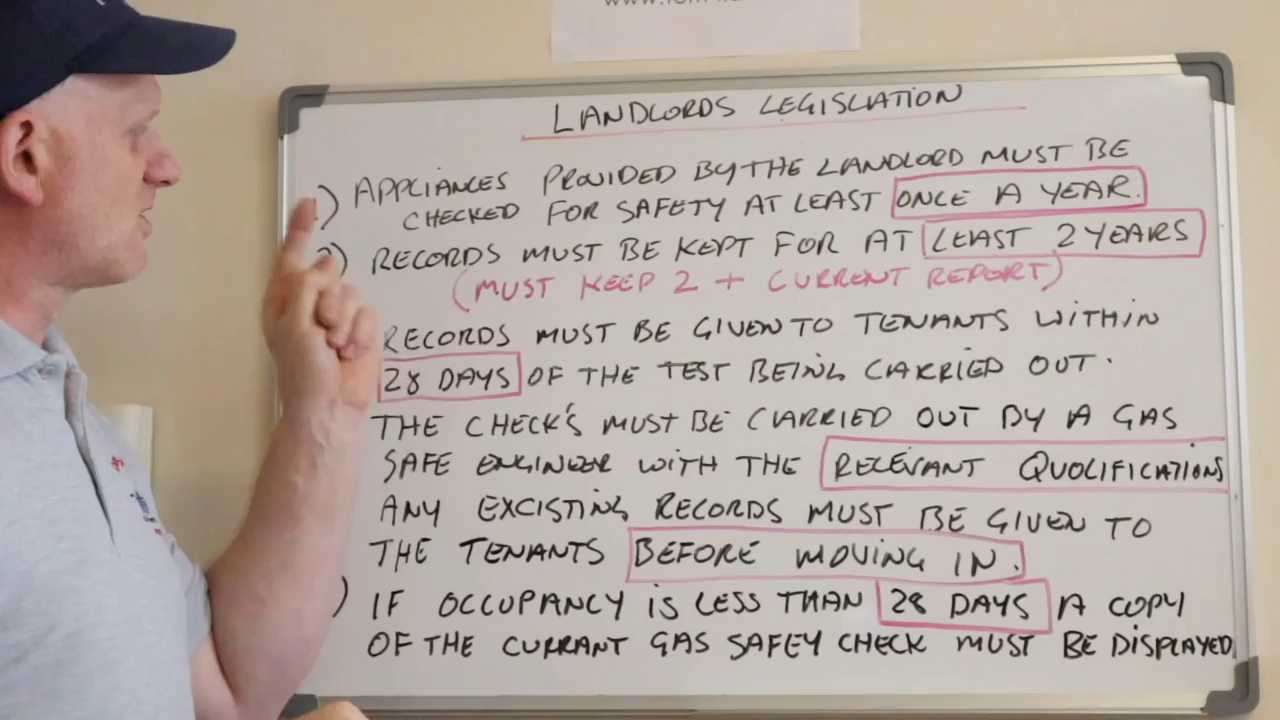 LANDLORDS LEGISLATION
1) APPLIANCES PROVIDED BY THE LANDLORD MUST BE
CHECKED FOR SAFETY AT LEAST ONCE A YEAR.
2) RECORDS MUST BE KEPT FOR AT LEAST 2 YEARS
(MUST KEEP 2 + CURRENT REPORT)
RECORDS MUST BE GIVEN TO TENANTS WITHIN
28 DAYS OF THE TEST BEING CARRIED OUT.
THE CHECK'S MUST BE CARRIED OUT BY A GAS
SAFE ENGINEER WITH THE RELEVANT QUOLIFICATIONS
ANY EXCISTING RECORDS MUST BE GIVEN TO
THE TENANTS BEFORE MOVING IN.
) IF OCCUPANCY IS LESS THAN 28 DAYS A COPY
OF THE CURRANT GAS SAFEY CHECK MUST BE DISPLAYED